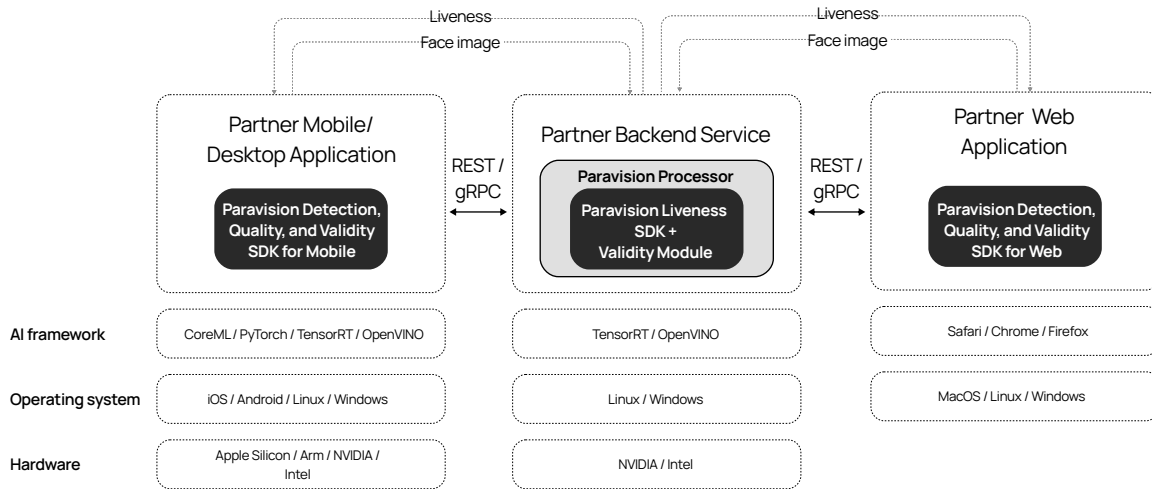 Liveness
Face image
Liveness
Face image
Partner Mobile/
Desktop Application
Paravision Detection,
Quality, and Validity
SDK for Mobile
REST /
gRPC
Partner Backend Service
Paravision Processor
Paravision Liveness
SDK +
Validity Module
REST /
gRPC
Partner Web
Application
Paravision Detection,
Quality, and Validity
SDK for Web
AI framework
CoreML / PyTorch / TensorRT / OpenVINO
TensorRT / OpenVINO
Safari / Chrome / Firefox
Operating system
iOS / Android / Linux / Windows
Linux / Windows
MacOS / Linux / Windows
Hardware
Apple Silicon / Arm / NVIDIA /
Intel
NVIDIA / Intel